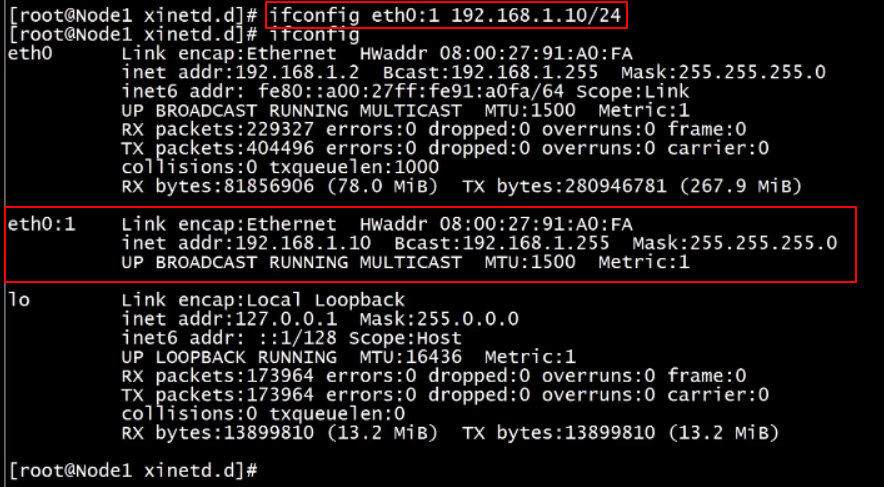 [root@Node1 xinetd.d]# ifconfig eth0:1 192.168.1.10/24
[root@Node1 xinetd.d]# ifconfig
eth0      Link encap:Ethernet  HWaddr 08:00:27:91:A0:FA
          inet addr:192.168.1.2  Bcast:192.168.1.255  Mask:255.255.255.0
          inet6 addr: fe80::a00:27ff:fe91:a0fa/64 Scope:Link
          UP BROADCAST RUNNING MULTICAST  MTU:1500  Metric:1
          RX packets:229327 errors:0 dropped:0 overruns:0 frame:0
          TX packets:404496 errors:0 dropped:0 overruns:0 carrier:0
          collisions:0 txqueuelen:1000
          RX bytes:81856906 (78.0 MiB)  TX bytes:280946781 (267.9 MiB)
eth0:1    Link encap:Ethernet  HWaddr 08:00:27:91:A0:FA
          inet addr:192.168.1.10  Bcast:192.168.1.255  Mask:255.255.255.0
          UP BROADCAST RUNNING MULTICAST  MTU:1500  Metric:1
lo        Link encap:Local Loopback
          inet addr:127.0.0.1  Mask:255.0.0.0
          inet6 addr: ::1/128 Scope:Host
          UP LOOPBACK RUNNING  MTU:16436  Metric:1
          RX packets:173964 errors:0 dropped:0 overruns:0 frame:0
          TX packets:173964 errors:0 dropped:0 overruns:0 carrier:0
          collisions:0 txqueuelen:0
          RX bytes:13899810 (13.2 MiB)  TX bytes:13899810 (13.2 MiB)
[root@Node1 xinetd.d]#